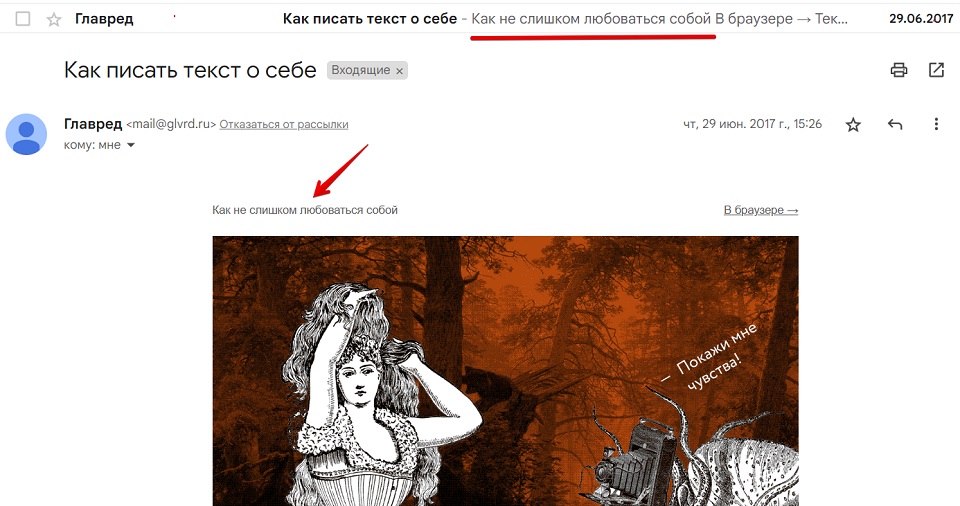 Главред Как писать текст о себе - Как не слишком любоваться собой В браузере → Тек... 29.06.2017
Как писать текст о себе Входящие ×
Главред <mail@glvrd.ru> Отказаться от рассылки чт, 29 июн. 2017 г., 15:26
кому: мне
Как не слишком любоваться собой В браузере →
— Покажи мне
чувства!